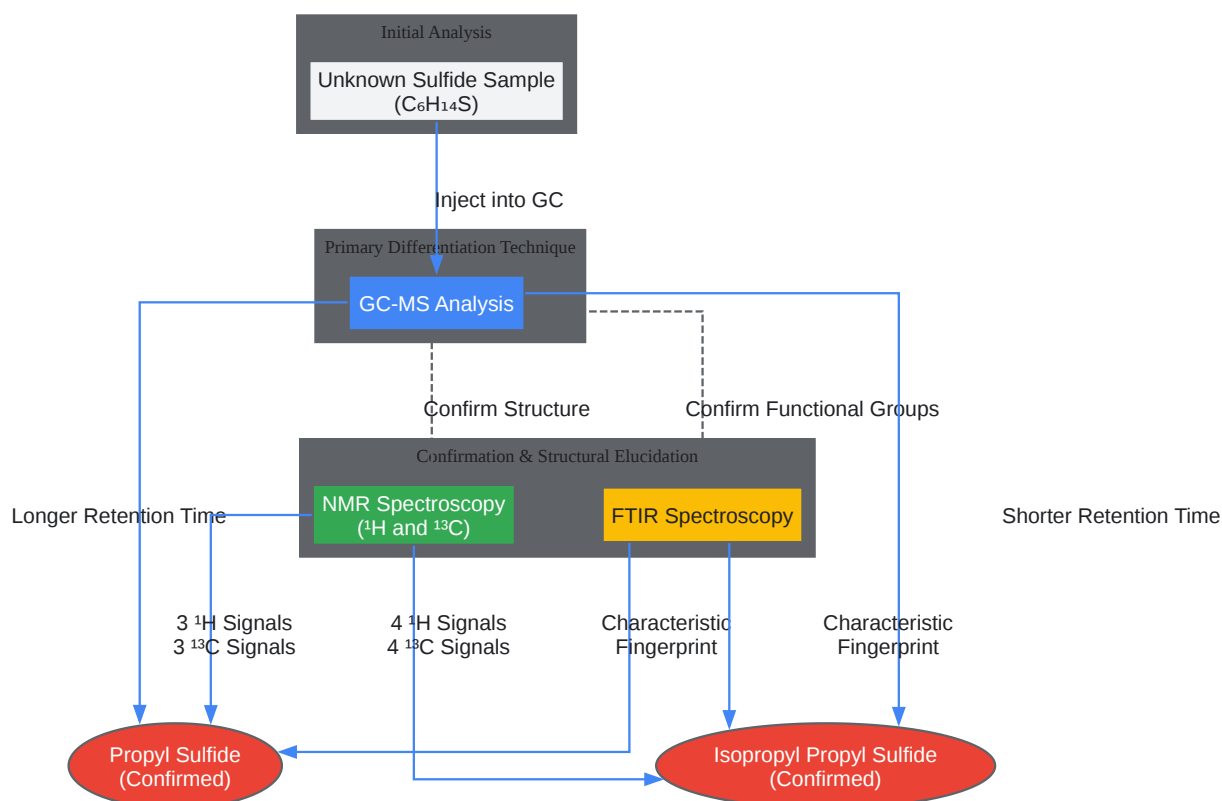 Initial Analysis
Unknown Sulfide Sample
(C₆H₁₄S)
Inject into GC
Primary Differentiation Technique
GC-MS Analysis
Confirm Structure
Confirm Functional Groups
Confirmation & Structural Elucidation
NMR Spectroscopy
(¹H and ¹³C)
FTIR Spectroscopy
Longer Retention Time
Shorter Retention Time
3 ¹H Signals
3 ¹³C Signals
4 ¹H Signals
4 ¹³C Signals
Characteristic
Fingerprint
Characteristic
Fingerprint
Propyl Sulfide
(Confirmed)
Isopropyl Propyl Sulfide
(Confirmed)